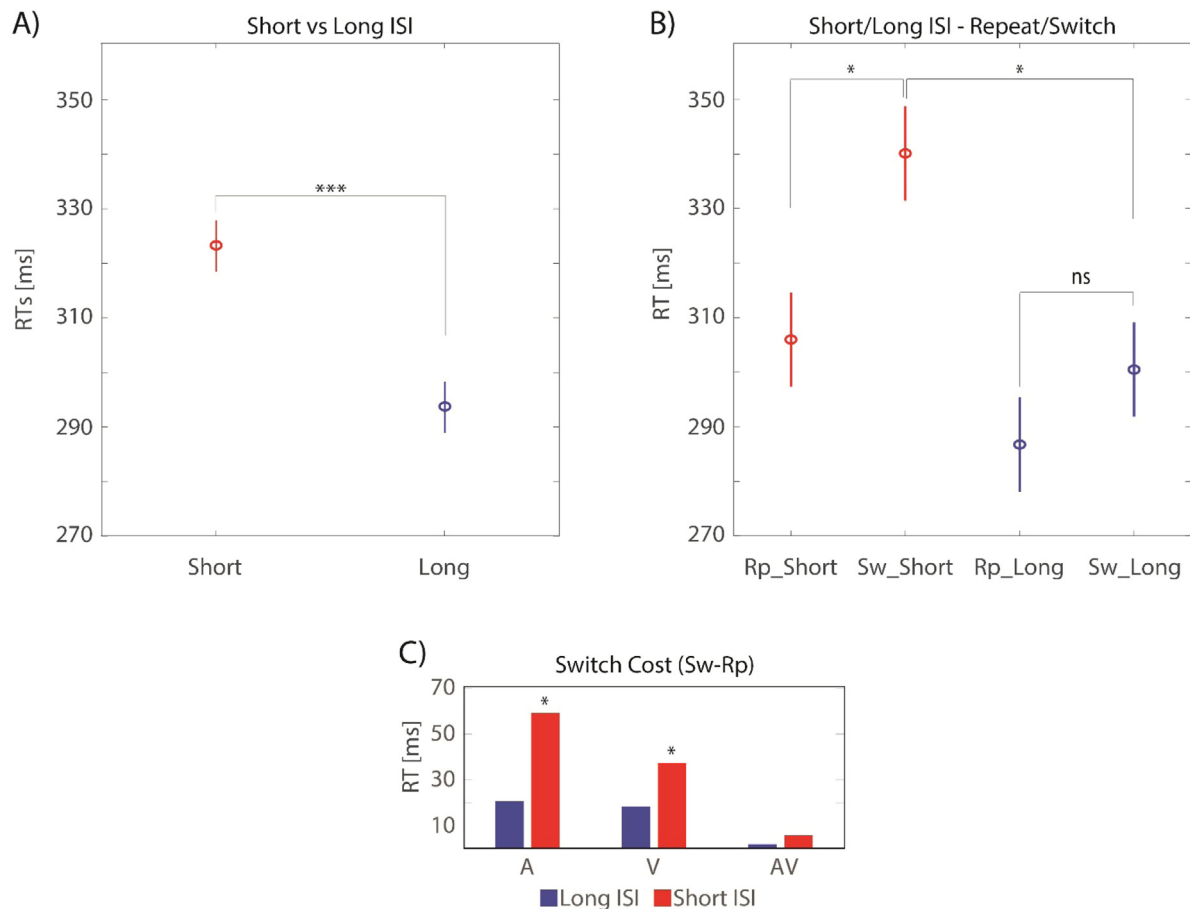 A)
Short vs Long ISI
RTs [ms]
350
330
310
290
270
***
Short
Long
B)
Short/Long ISI - Repeat/Switch
RT [ms]
350
330
310
290
270
*
*
ns
Rp_Short
Sw_Short
Rp_Long
Sw_Long
C)
Switch Cost (Sw-Rp)
RT [ms]
70
50
30
10
*
*
A
V
AV
Long ISI
Short ISI